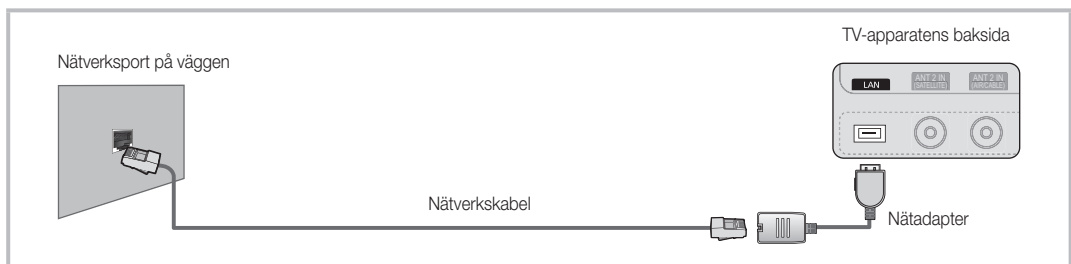 TV-apparatens baksida
Nätverksport på väggen
LAN
ANT 2 IN
(SATELLITE)
ANT 2 IN
(AIR/CABLE)
Nätverkskabel
Nätadapter